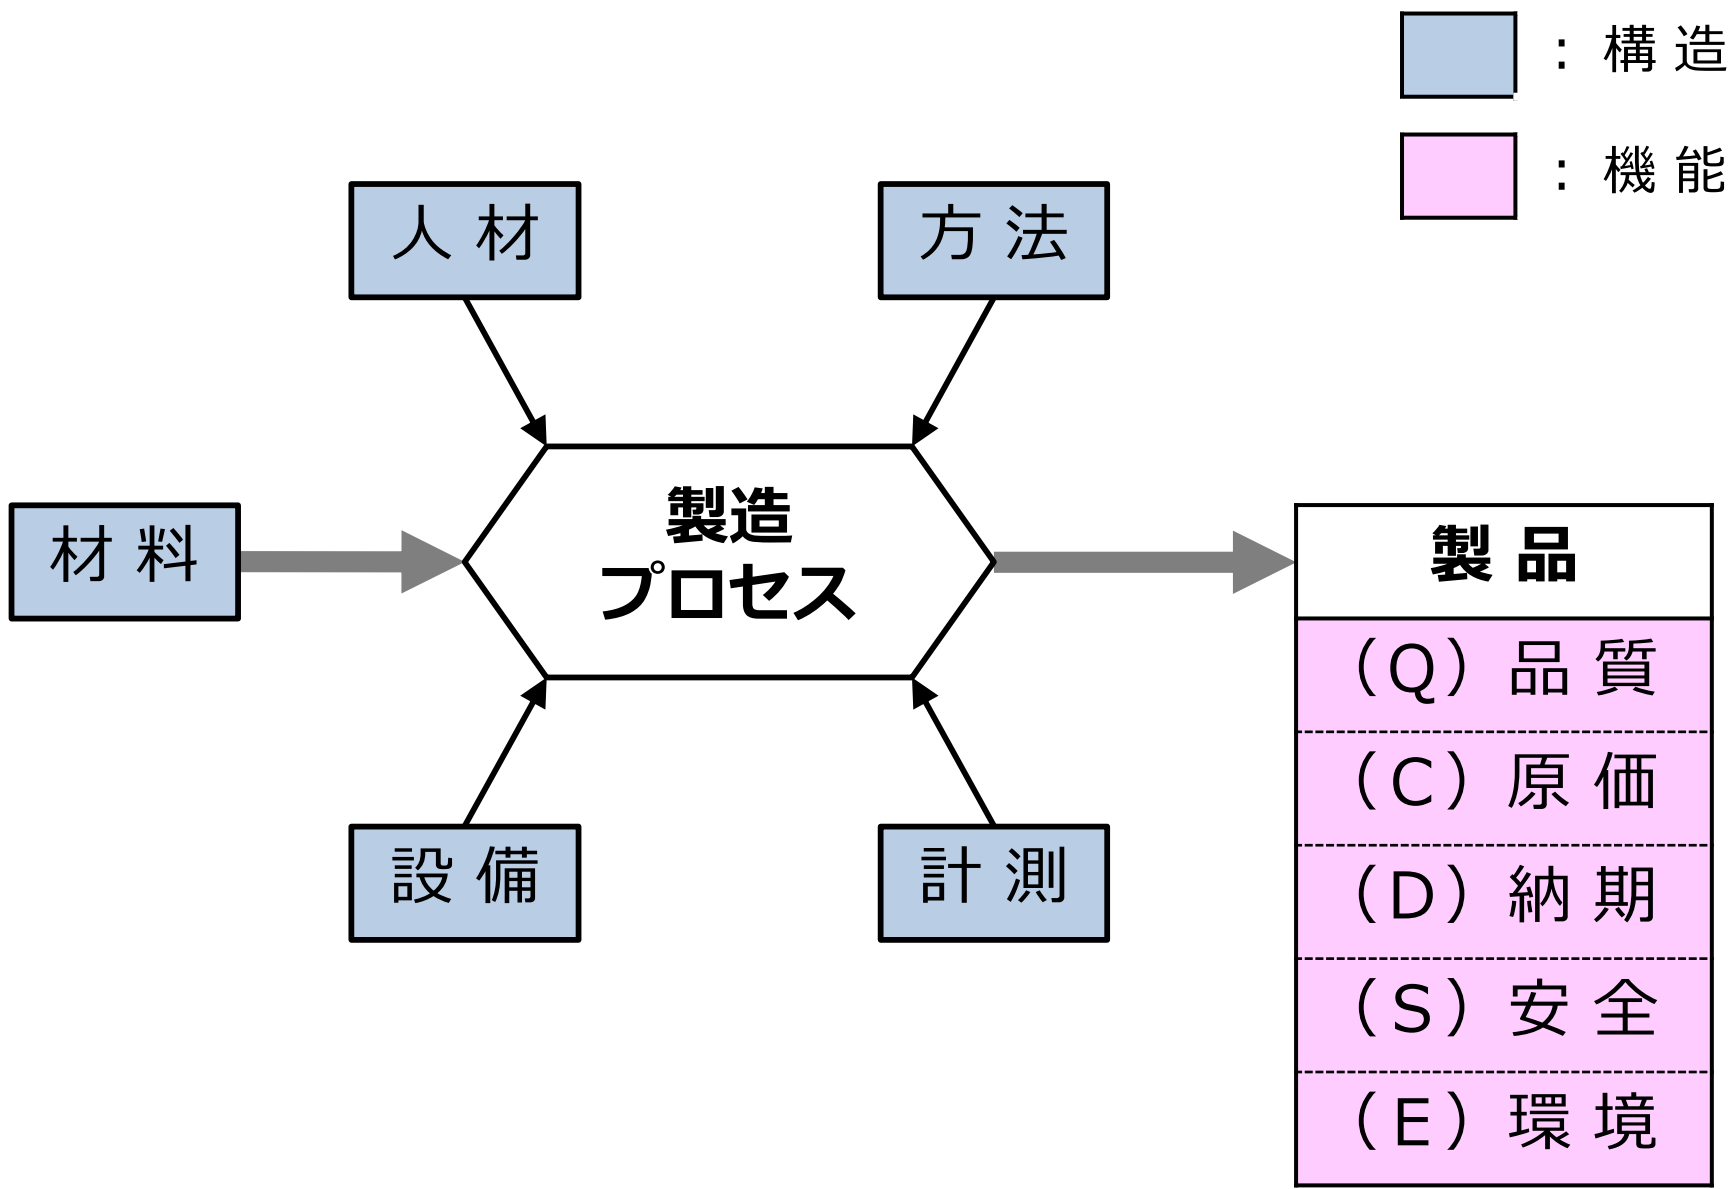 ：構造
：機能
人材
方法
材料
製造
プロセス
製品
（Q）品質
（C）原価
（D）納期
（S）安全
（E）環境
設備
計測